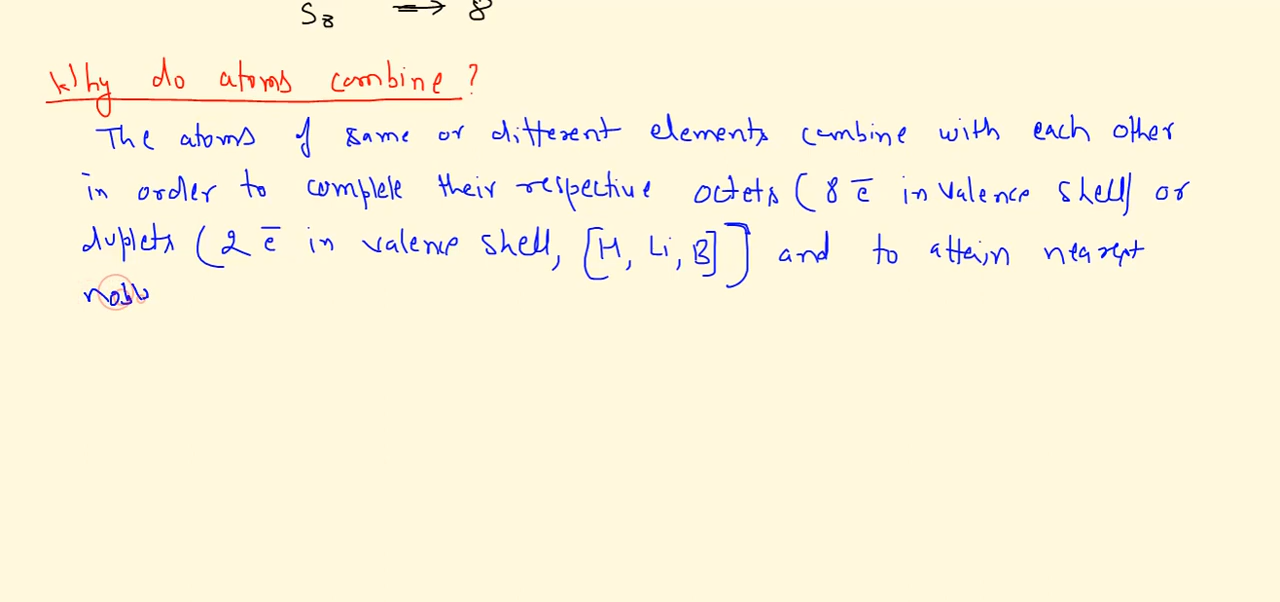 S8 ⟹ 8
Why do atoms combine?
The atoms of same or different elements combine with each other
in order to complete their respective octets (8 ē in valence shell) or
duplets (2 ē in valence shell, [H, Li, B]] and to attain nearest